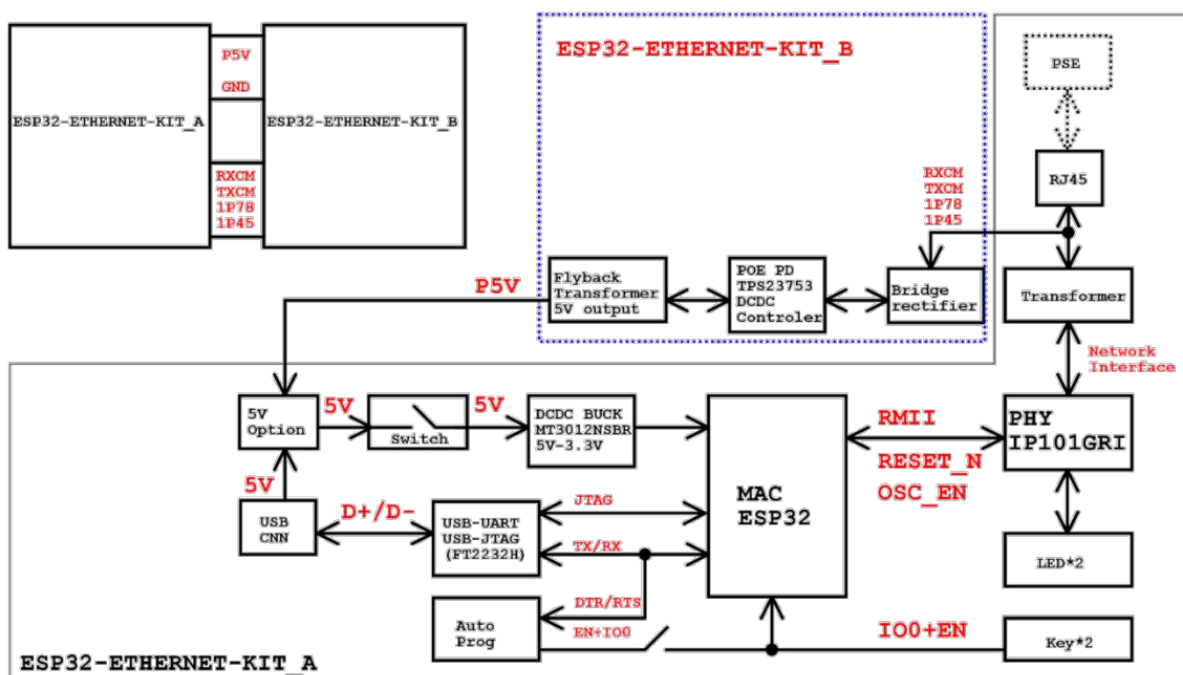 P5V
GND
ESP32-ETHERNET-KIT_A
ESP32-ETHERNET-KIT_B
RXCM
TXCM
1P78
1P45
ESP32-ETHERNET-KIT_B
PSE
RJ45
RXCM
TXCM
1P78
1P45
P5V
Flyback
Transformer
5V output
POE PD
TPS23753
DCDC
Controler
Bridge
rectifier
Transformer
Network
Interface
5V
Option
5V
Switch
5V
DCDC BUCK
MT3012NSBR
5V-3.3V
MAC
ESP32
RMII
RESET_N
OSC_EN
PHY
IP101GRI
5V
USB
CNN
D+/D-
USB-UART
USB-JTAG
(FT2232H)
JTAG
TX/RX
LED*2
DTR/RTS
Auto
Prog
EN+IO0
IO0+EN
Key*2
ESP32-ETHERNET-KIT_A